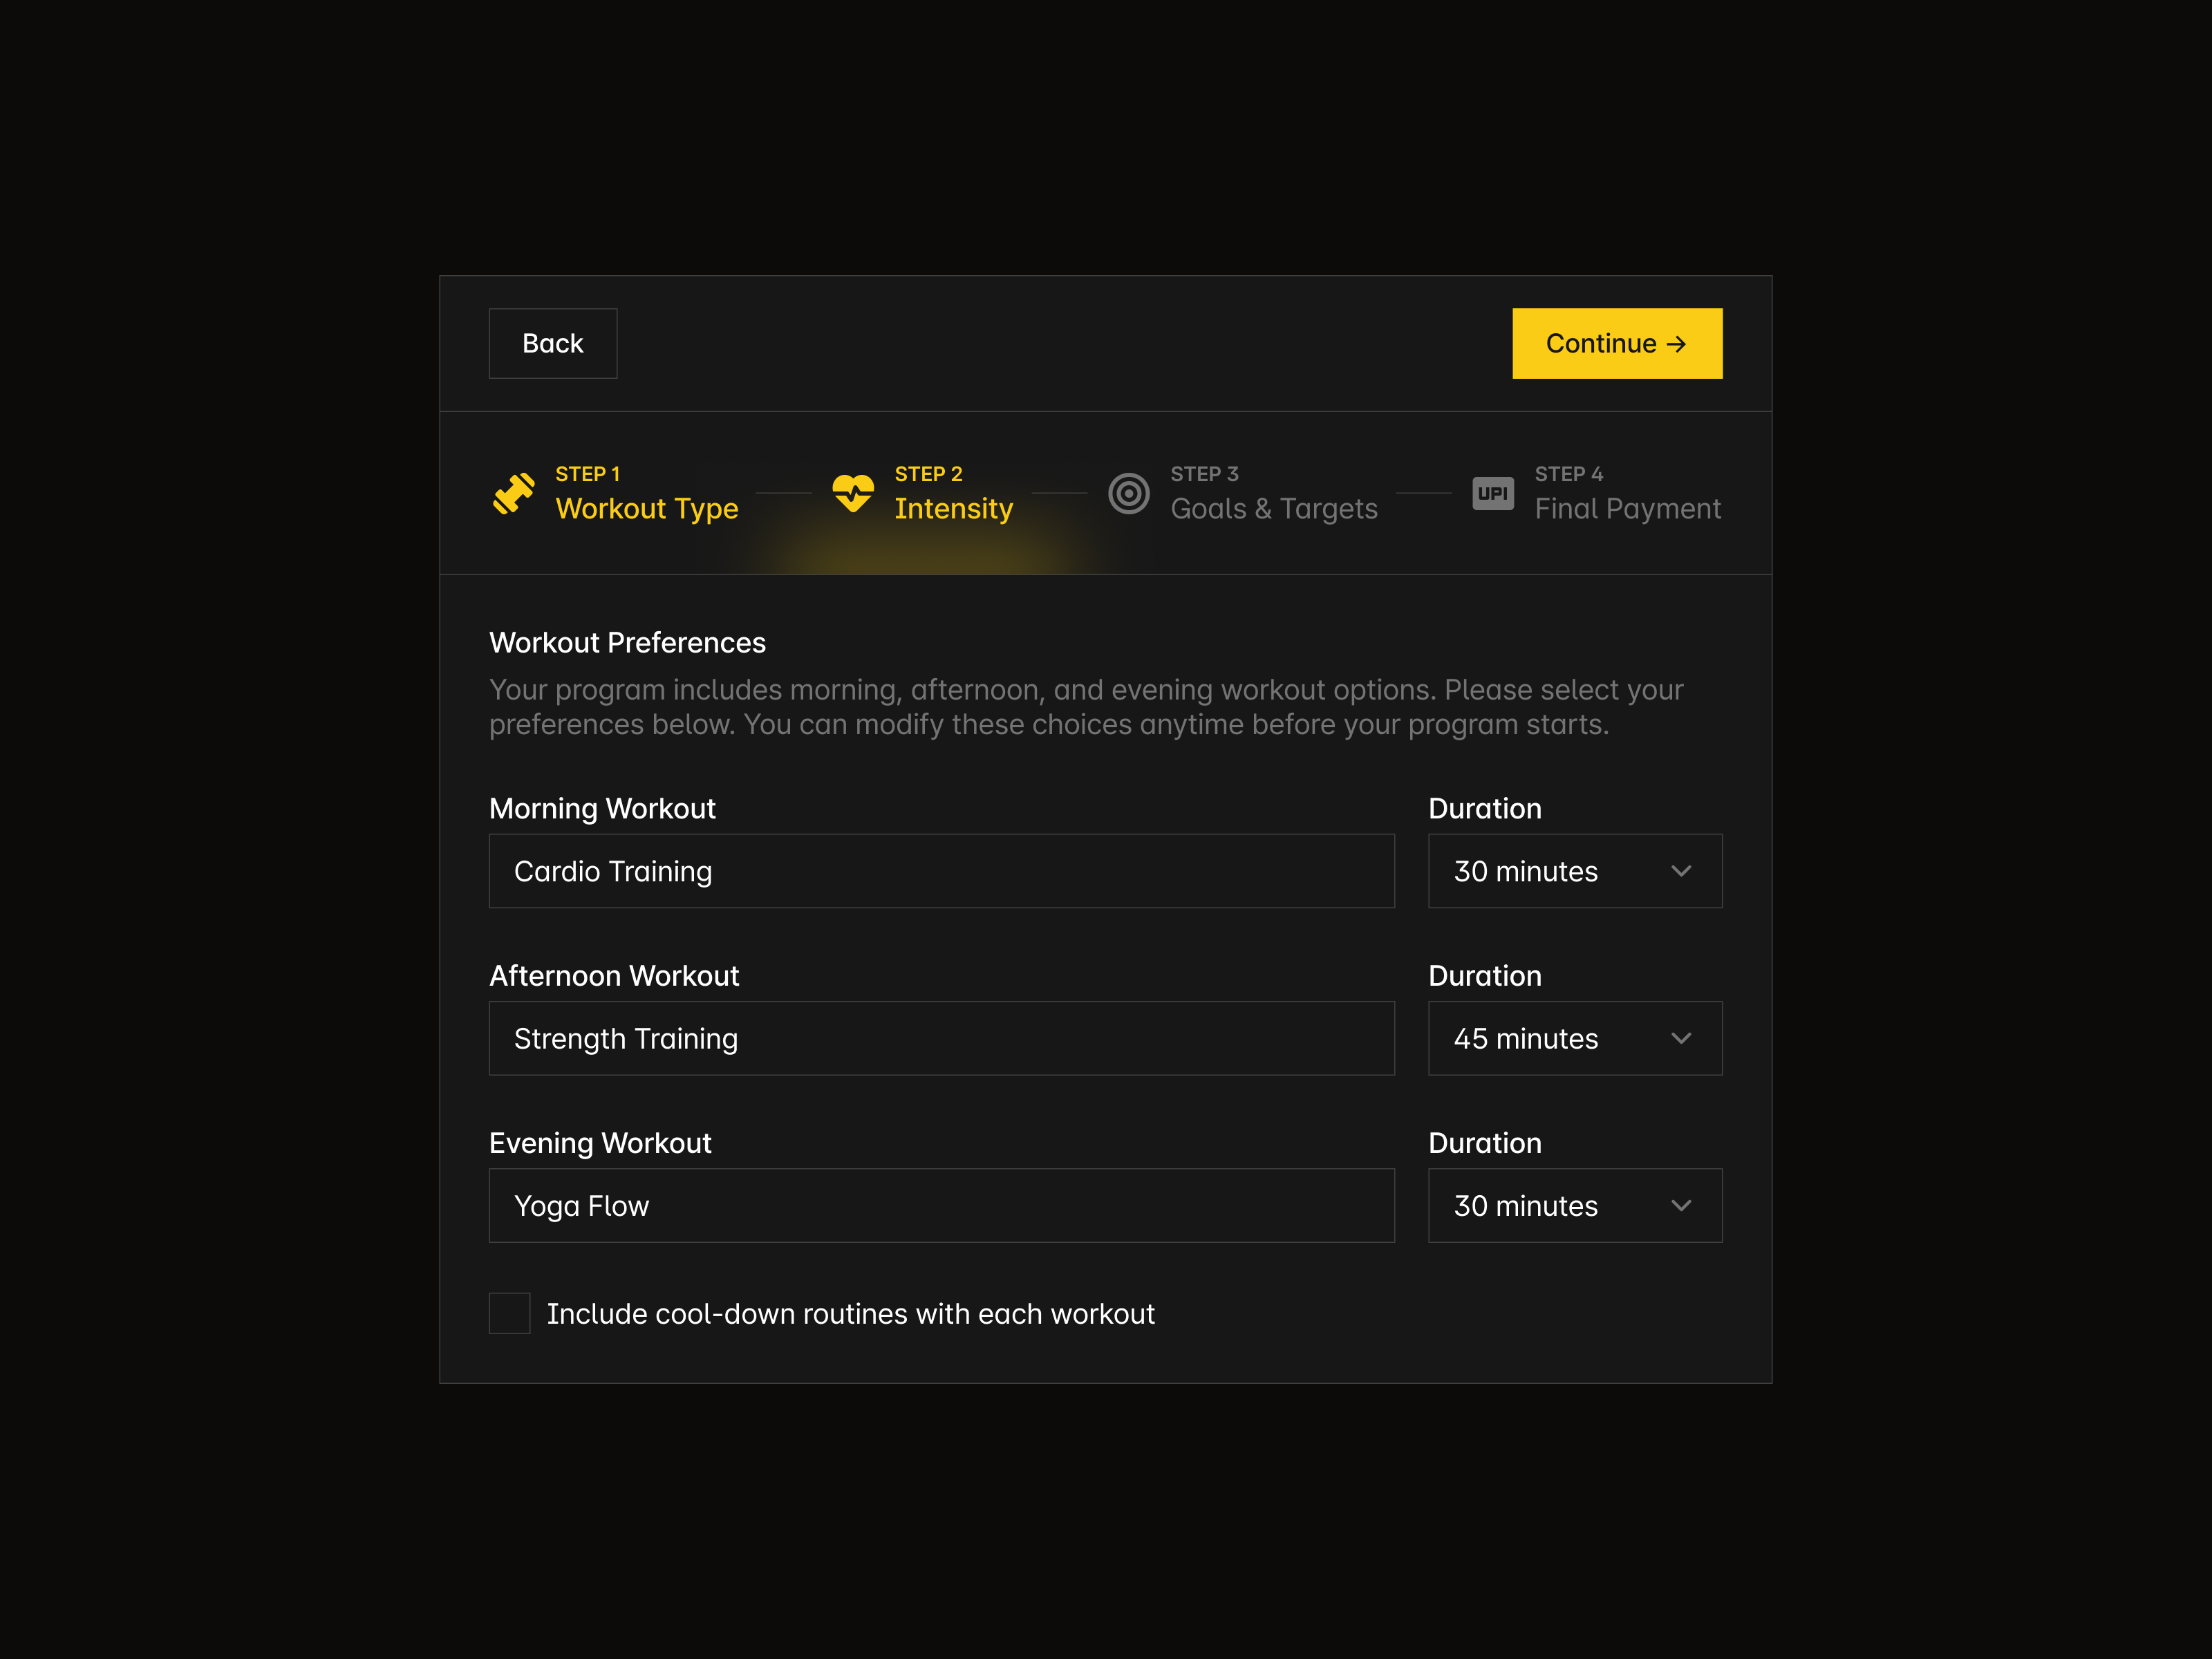 Back
Continue →
STEP 1
Workout Type
STEP 2
Intensity
STEP 3
Goals & Targets
UPI
STEP 4
Final Payment
Workout Preferences
Your program includes morning, afternoon, and evening workout options. Please select your
preferences below. You can modify these choices anytime before your program starts.
Morning Workout
Duration
Cardio Training
30 minutes
Afternoon Workout
Duration
Strength Training
45 minutes
Evening Workout
Duration
Yoga Flow
30 minutes
Include cool-down routines with each workout